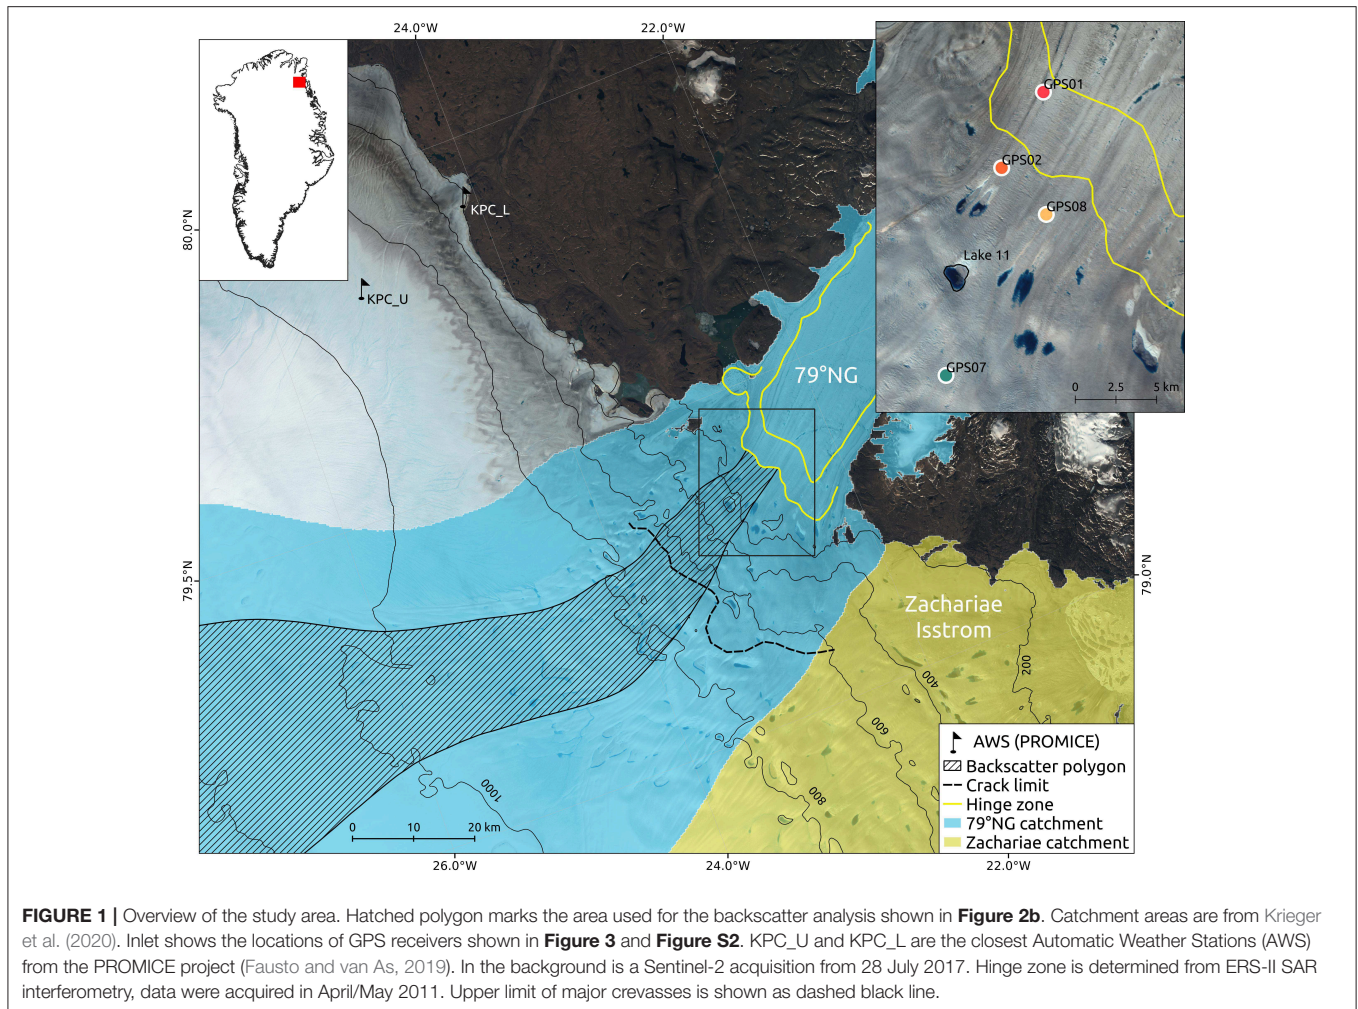 24.0°W
22.0°W
80.0°N
KPC_L
KPC_U
GPS01
GPS02
GPS08
Lake 11
GPS07
0 2.5 5 km
79°NG
79.5°N
79.0°N
Zachariae
Isstrom
200
400
600
800
1000
0 10 20 km
AWS (PROMICE)
Backscatter polygon
Crack limit
Hinge zone
79°NG catchment
Zachariae catchment
26.0°W
24.0°W
22.0°W
FIGURE 1 | Overview of the study area. Hatched polygon marks the area used for the backscatter analysis shown in Figure 2b. Catchment areas are from Krieger
et al. (2020). Inlet shows the locations of GPS receivers shown in Figure 3 and Figure S2. KPC_U and KPC_L are the closest Automatic Weather Stations (AWS)
from the PROMICE project (Fausto and van As, 2019). In the background is a Sentinel-2 acquisition from 28 July 2017. Hinge zone is determined from ERS-II SAR
interferometry, data were acquired in April/May 2011. Upper limit of major crevasses is shown as dashed black line.